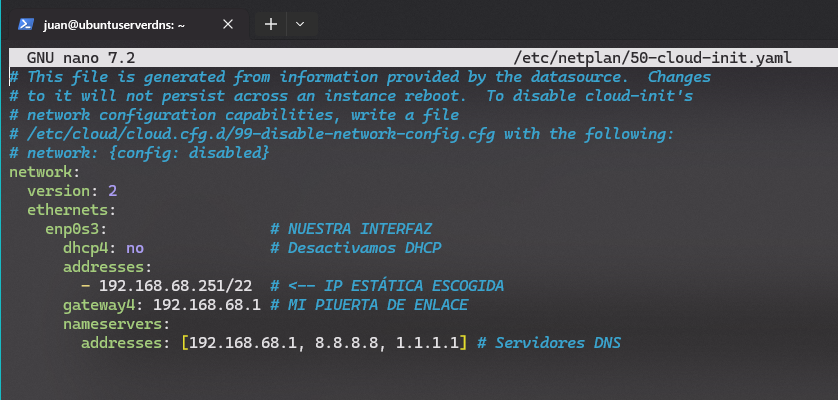 juan@ubuntuserverdns: ~
GNU nano 7.2 /etc/netplan/50-cloud-init.yaml
# This file is generated from information provided by the datasource.  Changes
# to it will not persist across an instance reboot.  To disable cloud-init's
# network configuration capabilities, write a file
# /etc/cloud/cloud.cfg.d/99-disable-network-config.cfg with the following:
# network: {config: disabled}
network:
  version: 2
  ethernets:
    enp0s3:                  # NUESTRA INTERFAZ
      dhcp4: no              # Desactivamos DHCP
      addresses:
        - 192.168.68.251/22  # <-- IP ESTÁTICA ESCOGIDA
      gateway4: 192.168.68.1 # MI PIUERTA DE ENLACE
      nameservers:
        addresses: [192.168.68.1, 8.8.8.8, 1.1.1.1] # Servidores DNS